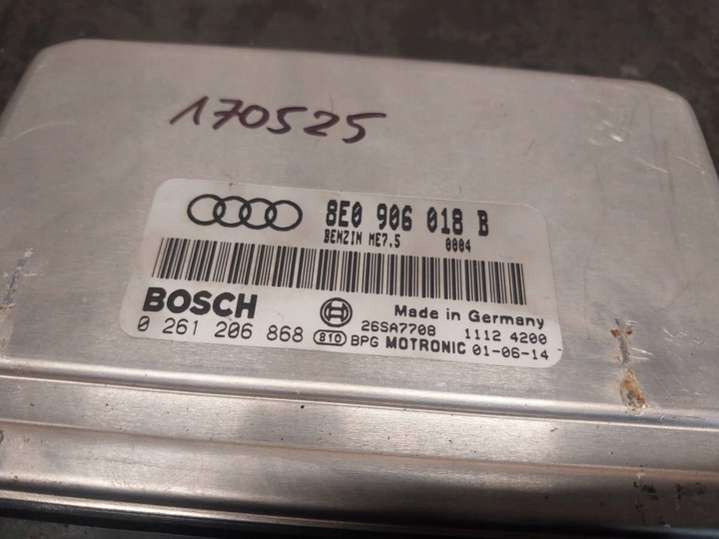 170525
8E0 906 018 B
BENZIN ME7.5 0004
BOSCH
Made in Germany
26SA7708 1112 4200
0 261 206 868 810 BPG MOTRONIC 01-06-14